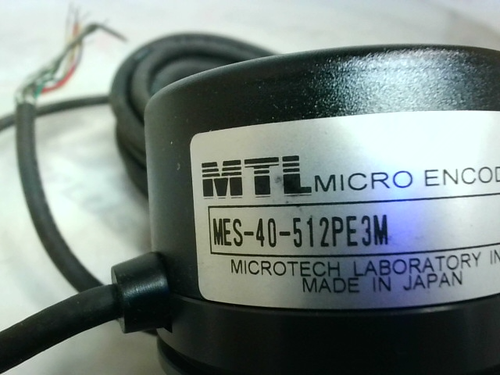 MTL MICRO ENCOD
MES-40-512PE3M
MICROTECH LABORATORY IN
MADE IN JAPAN